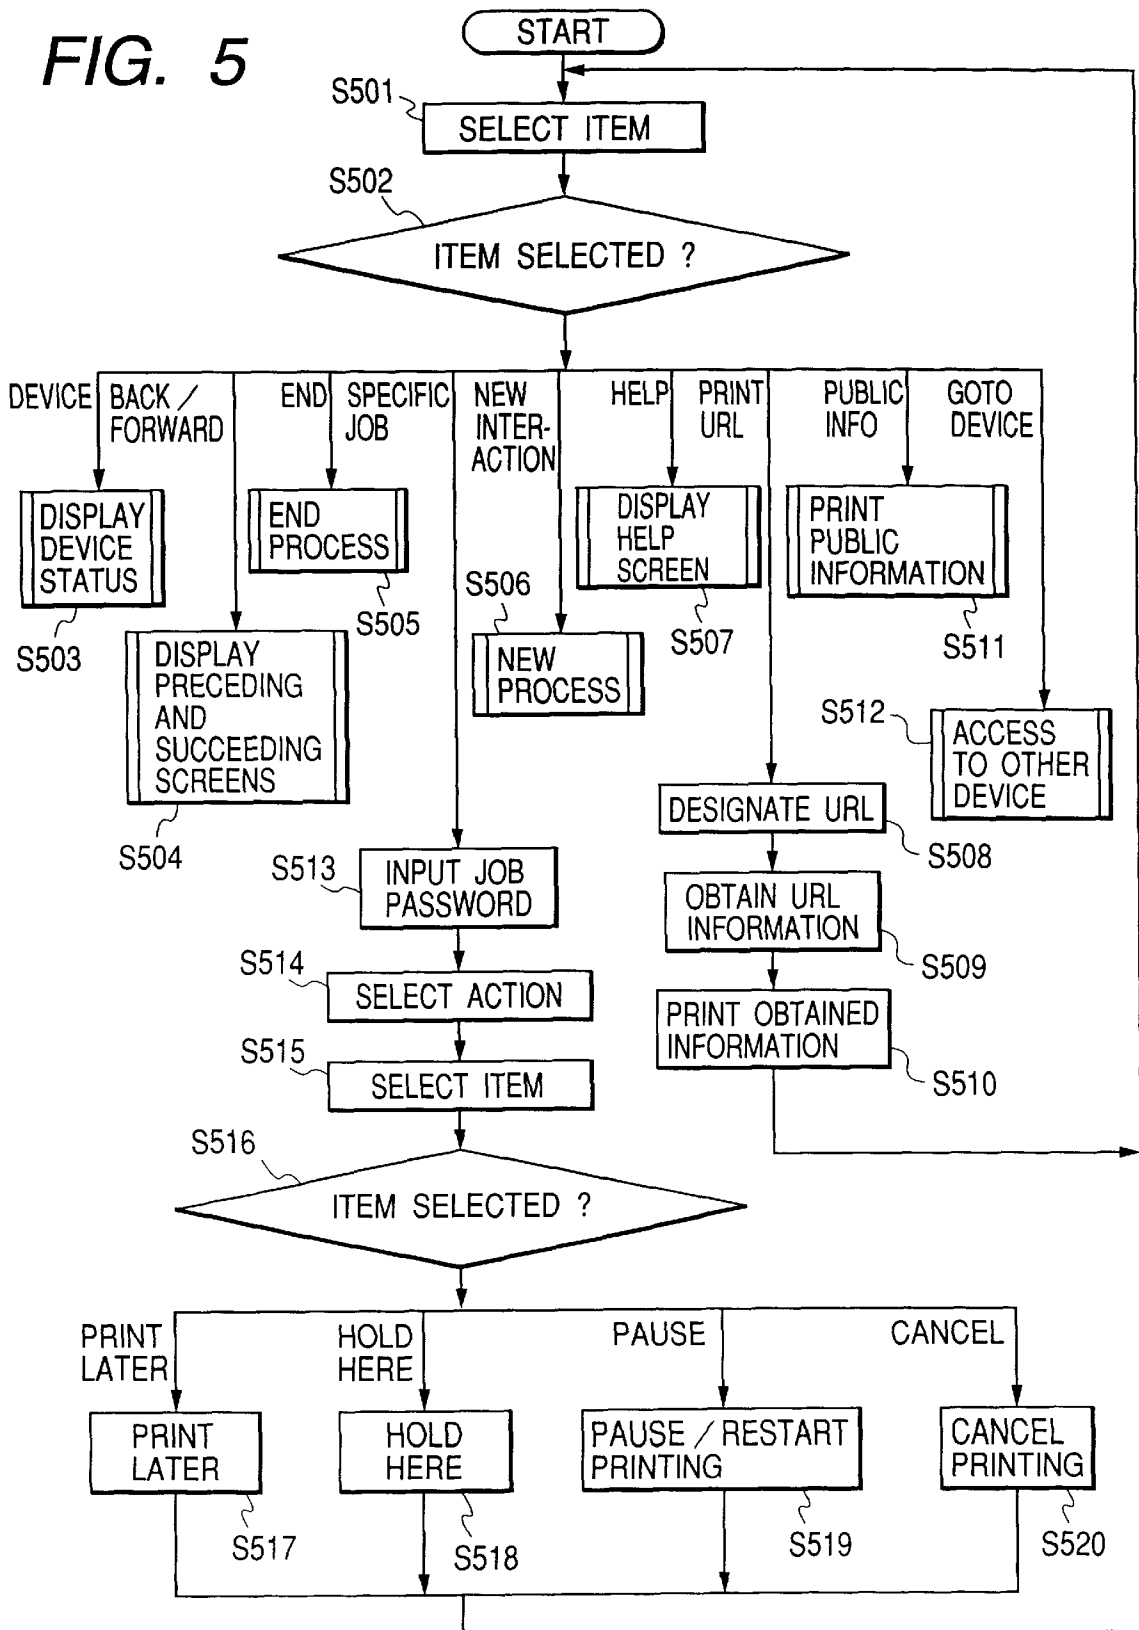 FIG. 5
START
S501
SELECT ITEM
S502
ITEM SELECTED ?
DEVICE
BACK /
FORWARD
END
SPECIFIC
JOB
NEW
INTER-
ACTION
HELP
PRINT
URL
PUBLIC
INFO
GOTO
DEVICE
DISPLAY
DEVICE
STATUS
S503
DISPLAY
PRECEDING
AND
SUCCEEDING
SCREENS
S504
END
PROCESS
S505
S506
NEW
PROCESS
DISPLAY
HELP
SCREEN
S507
PRINT
PUBLIC
INFORMATION
S511
S512
ACCESS
TO OTHER
DEVICE
DESIGNATE URL
S508
OBTAIN URL
INFORMATION
S509
PRINT OBTAINED
INFORMATION
S510
S513
INPUT JOB
PASSWORD
S514
SELECT ACTION
S515
SELECT ITEM
S516
ITEM SELECTED ?
PRINT
LATER
HOLD
HERE
PAUSE
CANCEL
PRINT
LATER
S517
HOLD
HERE
S518
PAUSE / RESTART
PRINTING
S519
CANCEL
PRINTING
S520